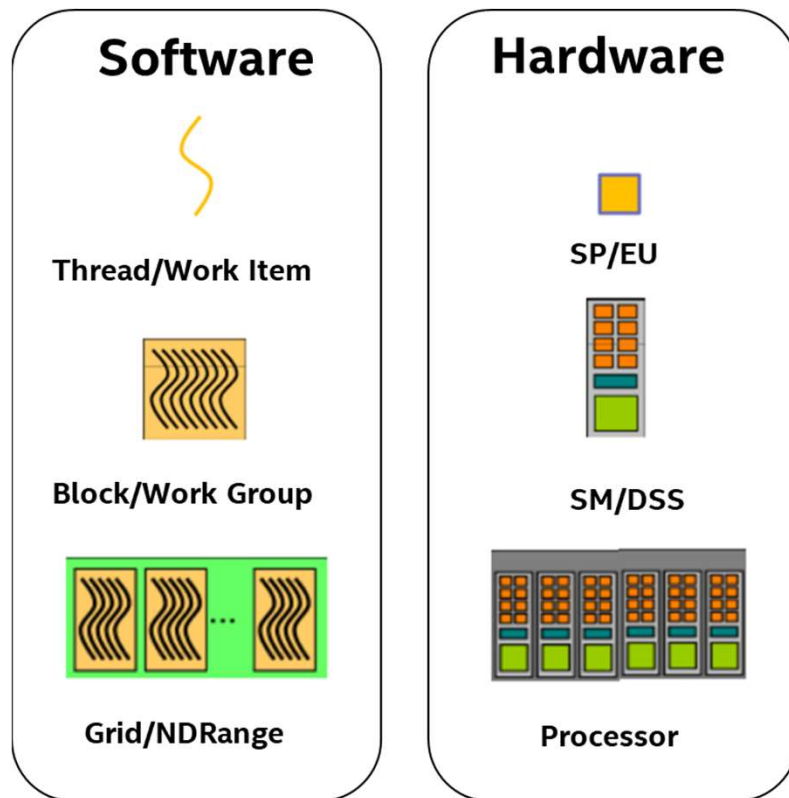 Software
Thread/Work Item
Block/Work Group
...
Grid/NDRange
Hardware
SP/EU
SM/DSS
Processor